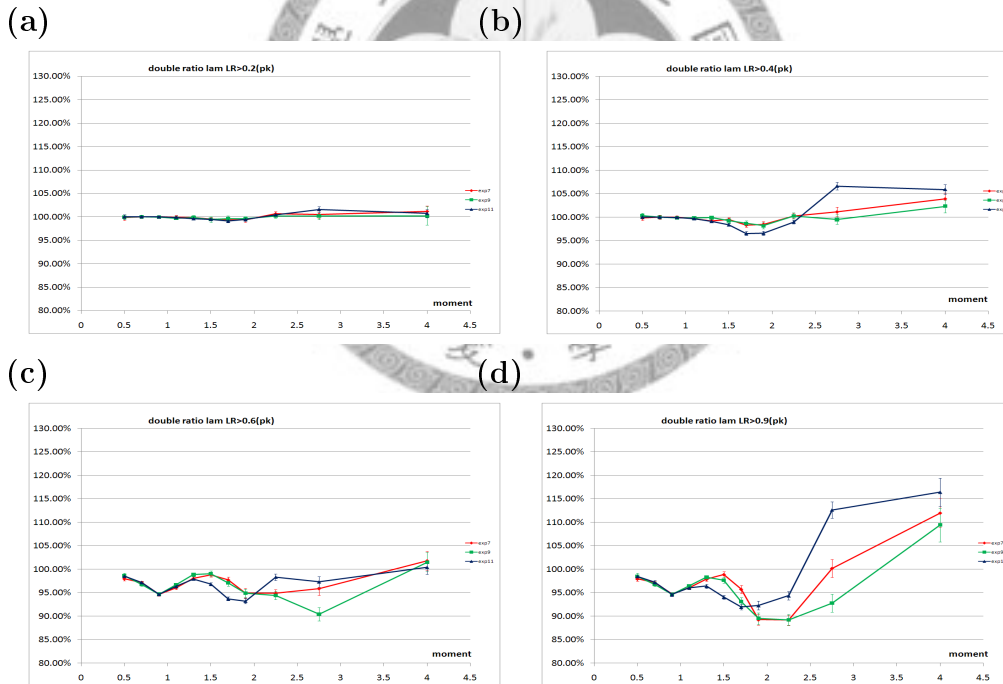 (a)
double ratio lam LR>0.2(pk)
130.00%
125.00%
120.00%
115.00%
110.00%
105.00%
100.00%
95.00%
90.00%
85.00%
80.00%
exp7
exp9
exp11
moment
0 0.5 1 1.5 2 2.5 3 3.5 4 4.5
(b)
double ratio lam LR>0.4(pk)
130.00%
125.00%
120.00%
115.00%
110.00%
105.00%
100.00%
95.00%
90.00%
85.00%
80.00%
moment
0 0.5 1 1.5 2 2.5 3 3.5 4 4.5
(c)
double ratio lam LR>0.6(pk)
130.00%
125.00%
120.00%
115.00%
110.00%
105.00%
100.00%
95.00%
90.00%
85.00%
80.00%
exp7
exp9
exp11
moment
0 0.5 1 1.5 2 2.5 3 3.5 4 4.5
(d)
double ratio lam LR>0.9(pk)
130.00%
125.00%
120.00%
115.00%
110.00%
105.00%
100.00%
95.00%
90.00%
85.00%
80.00%
exp7
exp9
moment
0 0.5 1 1.5 2 2.5 3 3.5 4 4.5